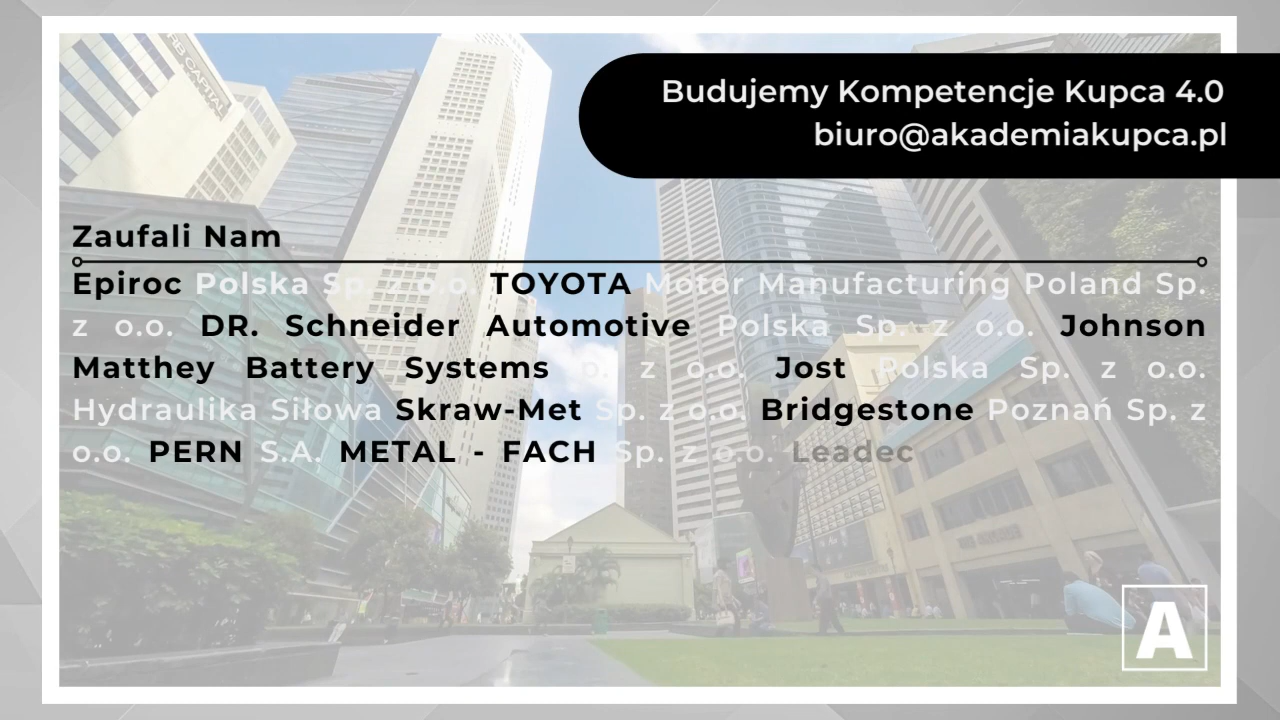 Budujemy Kompetencje Kupca 4.0
biuro@akademiakupca.pl
Zaufali Nam
Epiroc Polska Sp. z o.o. TOYOTA Motor Manufacturing Poland Sp.
z o.o. DR. Schneider Automotive Polska Sp. z o.o. Johnson
Matthey Battery Systems p. z o.o. Jost Polska Sp. z o.o.
Hydraulika Siłowa Skraw-Met Sp. z o.o. Bridgestone Poznań Sp. z
o.o. PERN S.A. METAL - FACH Sp. z o.o. Leadec
A